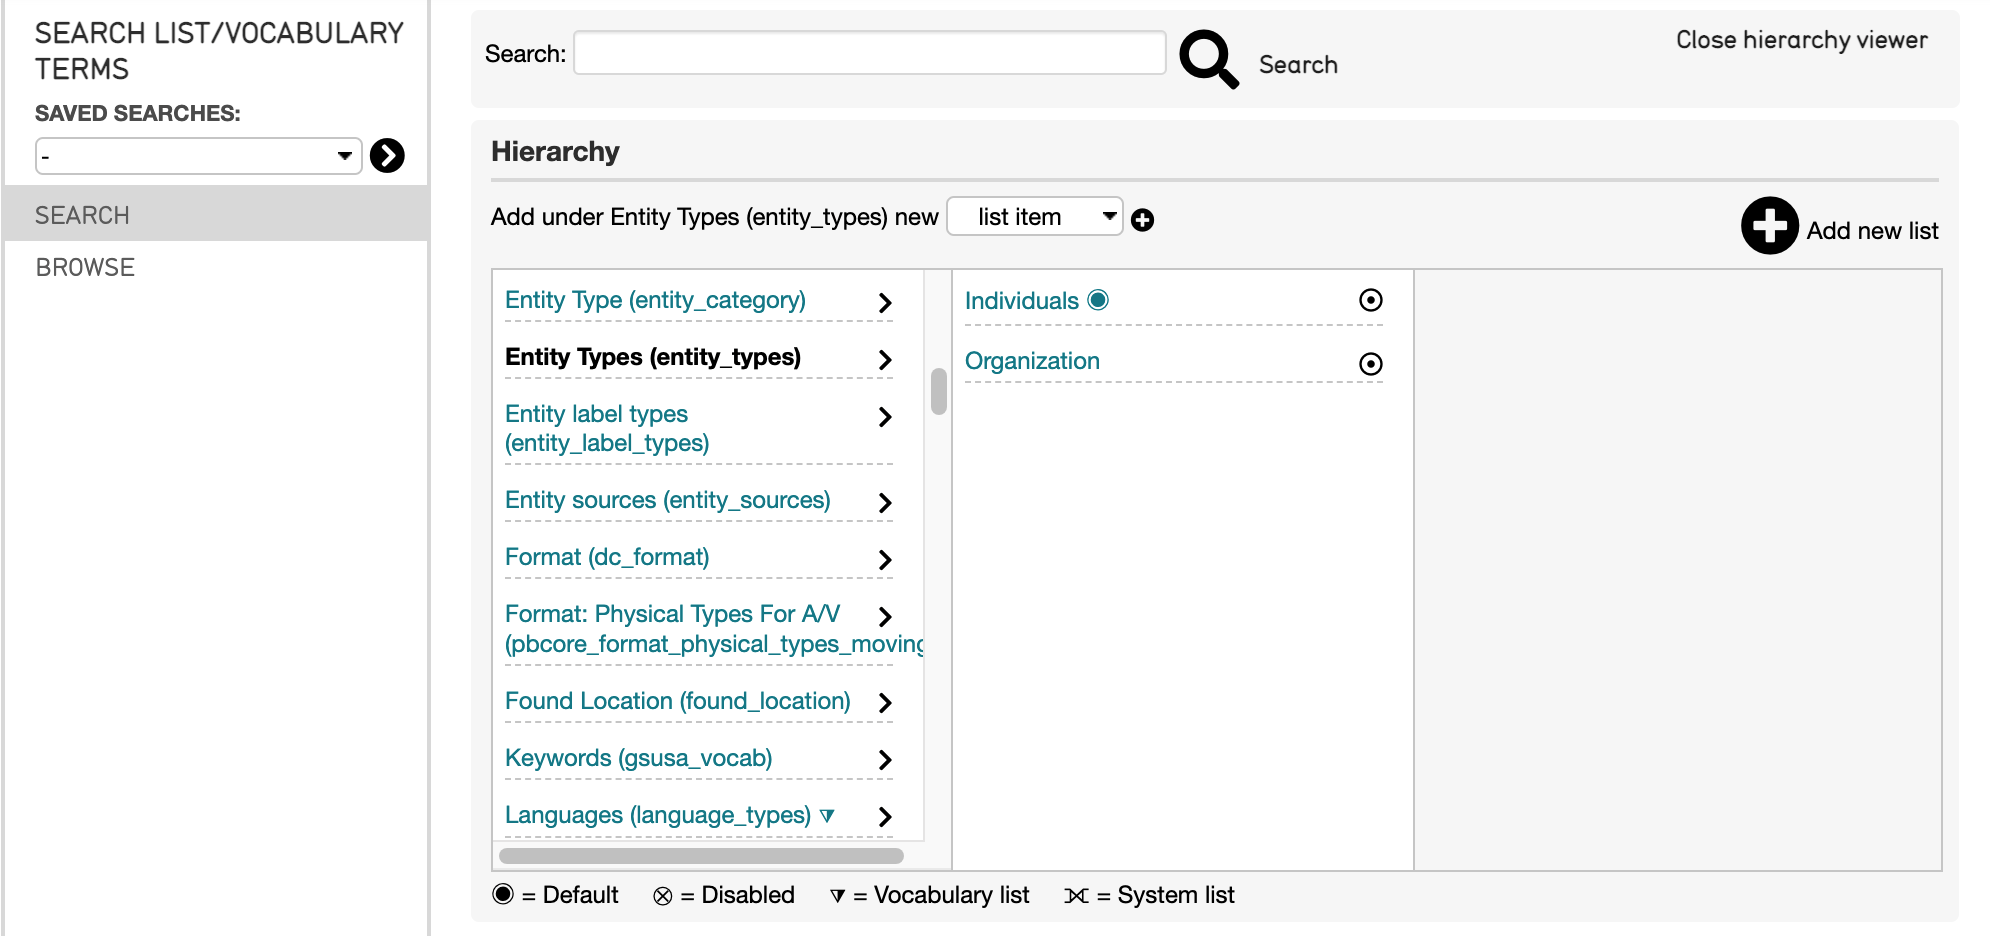 SEARCH LIST/VOCABULARY
TERMS
SAVED SEARCHES:
-
SEARCH
BROWSE
Search:
Search
Close hierarchy viewer
Hierarchy
Add under Entity Types (entity_types) new list item
Add new list
Entity Type (entity_category)
Entity Types (entity_types)
Entity label types
(entity_label_types)
Entity sources (entity_sources)
Format (dc_format)
Format: Physical Types For A/V
(pbcore_format_physical_types_moving
Found Location (found_location)
Keywords (gsusa_vocab)
Languages (language_types) ⧩
Individuals ◉
Organization
◉ = Default ⊗ = Disabled ⧩ = Vocabulary list ⪥ = System list